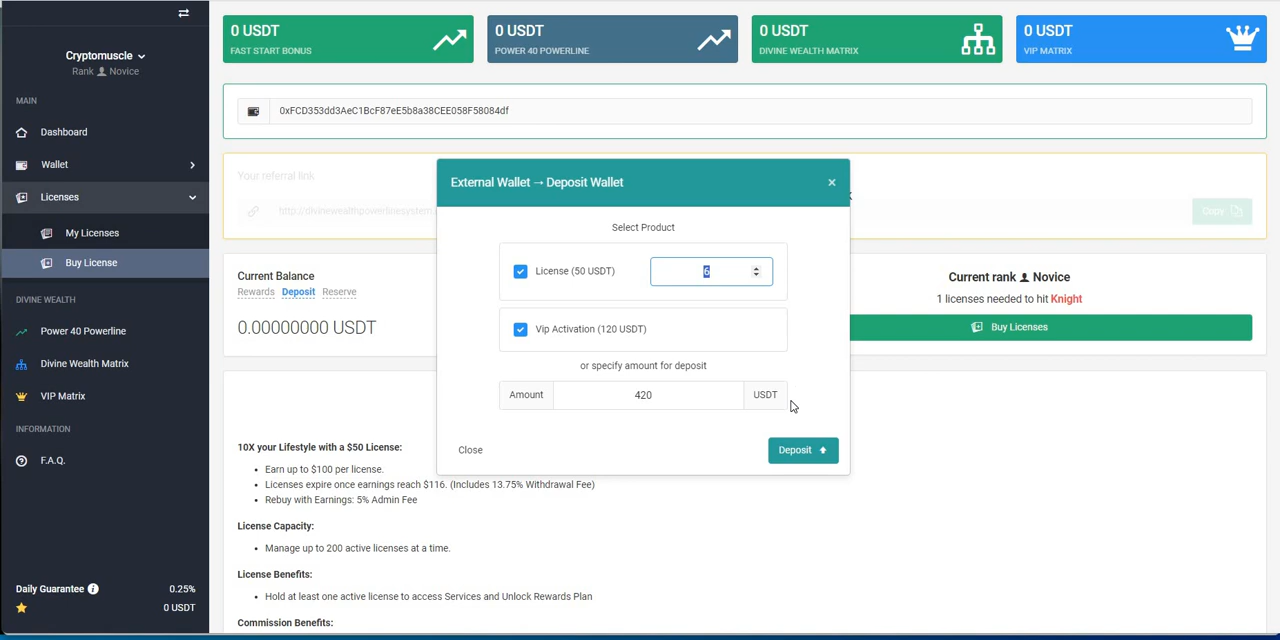 Cryptomuscle
Rank Novice
MAIN
Dashboard
Wallet
Licenses
My Licenses
Buy License
DIVINE WEALTH
Power 40 Powerline
Divine Wealth Matrix
VIP Matrix
INFORMATION
F.A.Q.
Daily Guarantee 0.25%
0 USDT
0 USDT
FAST START BONUS
0 USDT
POWER 40 POWERLINE
0 USDT
DIVINE WEALTH MATRIX
0 USDT
VIP MATRIX
0xFCD353dd3AeC1BcF87eE5b8a38CEE058F58084df
Your referral link
http://divinewealthpowerlinesystem.
Copy
Current Balance
Rewards Deposit Reserve
0.00000000 USDT
External Wallet → Deposit Wallet ×
Select Product
License (50 USDT) 6
Vip Activation (120 USDT)
or specify amount for deposit
Amount 420 USDT
Close Deposit
Current rank Novice
1 licenses needed to hit Knight
Buy Licenses
10X your Lifestyle with a $50 License:
• Earn up to $100 per license.
• Licenses expire once earnings reach $116. (Includes 13.75% Withdrawal Fee)
• Rebuy with Earnings: 5% Admin Fee
License Capacity:
• Manage up to 200 active licenses at a time.
License Benefits:
• Hold at least one active license to access Services and Unlock Rewards Plan
Commission Benefits: